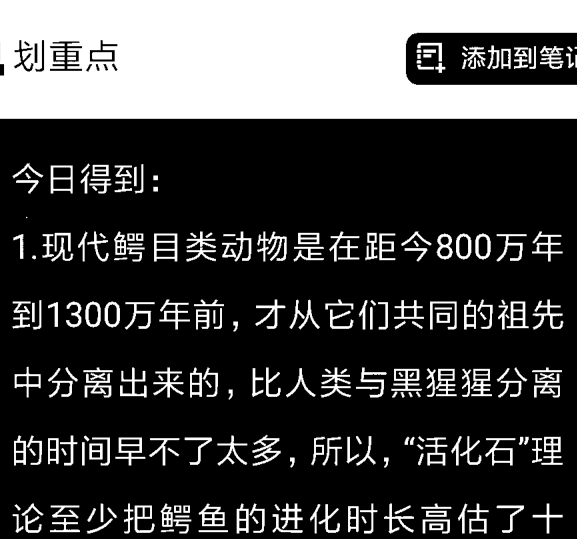 划重点
添加到笔记
今日得到：
1.现代鳄目类动物是在距今800万年
到1300万年前，才从它们共同的祖先
中分离出来的，比人类与黑猩猩分离
的时间早不了太多，所以，“活化石”理
论至少把鳄鱼的进化时长高估了十